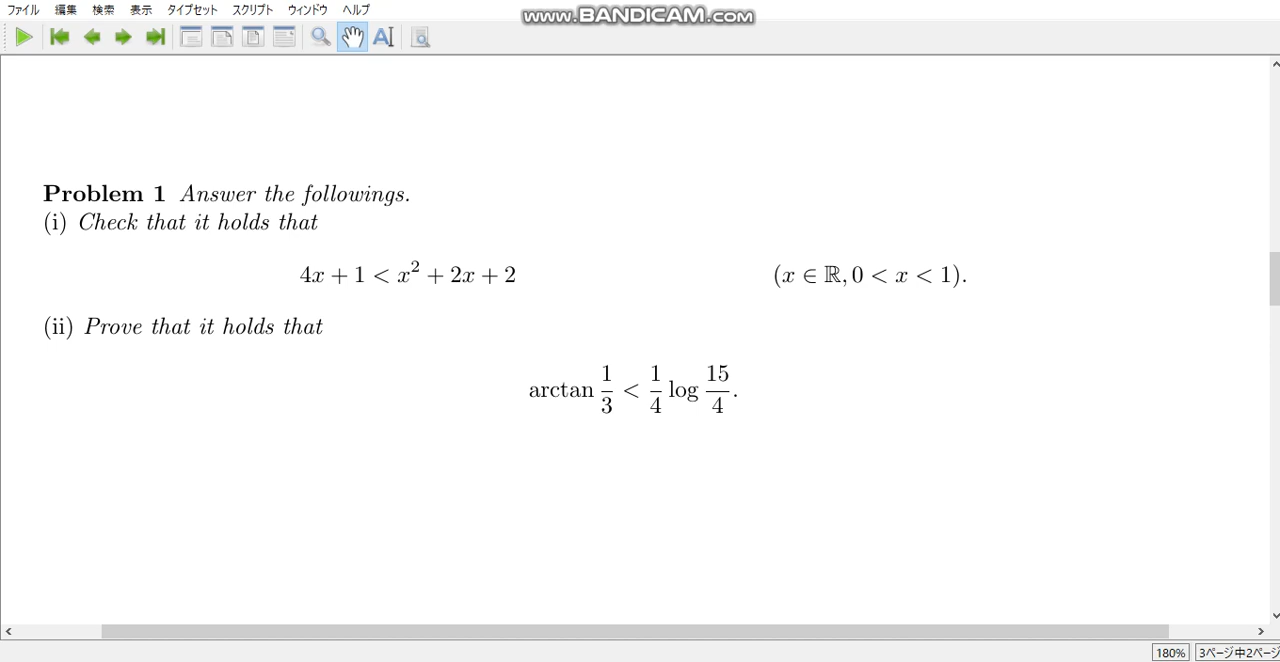 ファイル 編集 検索 表示 タイプセット スクリプト ウィンドウ ヘルプ
www.BANDICAM.com
Problem 1 Answer the followings.
(i) Check that it holds that
4x + 1 < x² + 2x + 2 (x ∈ ℝ, 0 < x < 1).
(ii) Prove that it holds that
arctan 1/3 < 1/4 log 15/4.
180% 3ページ中2ページ